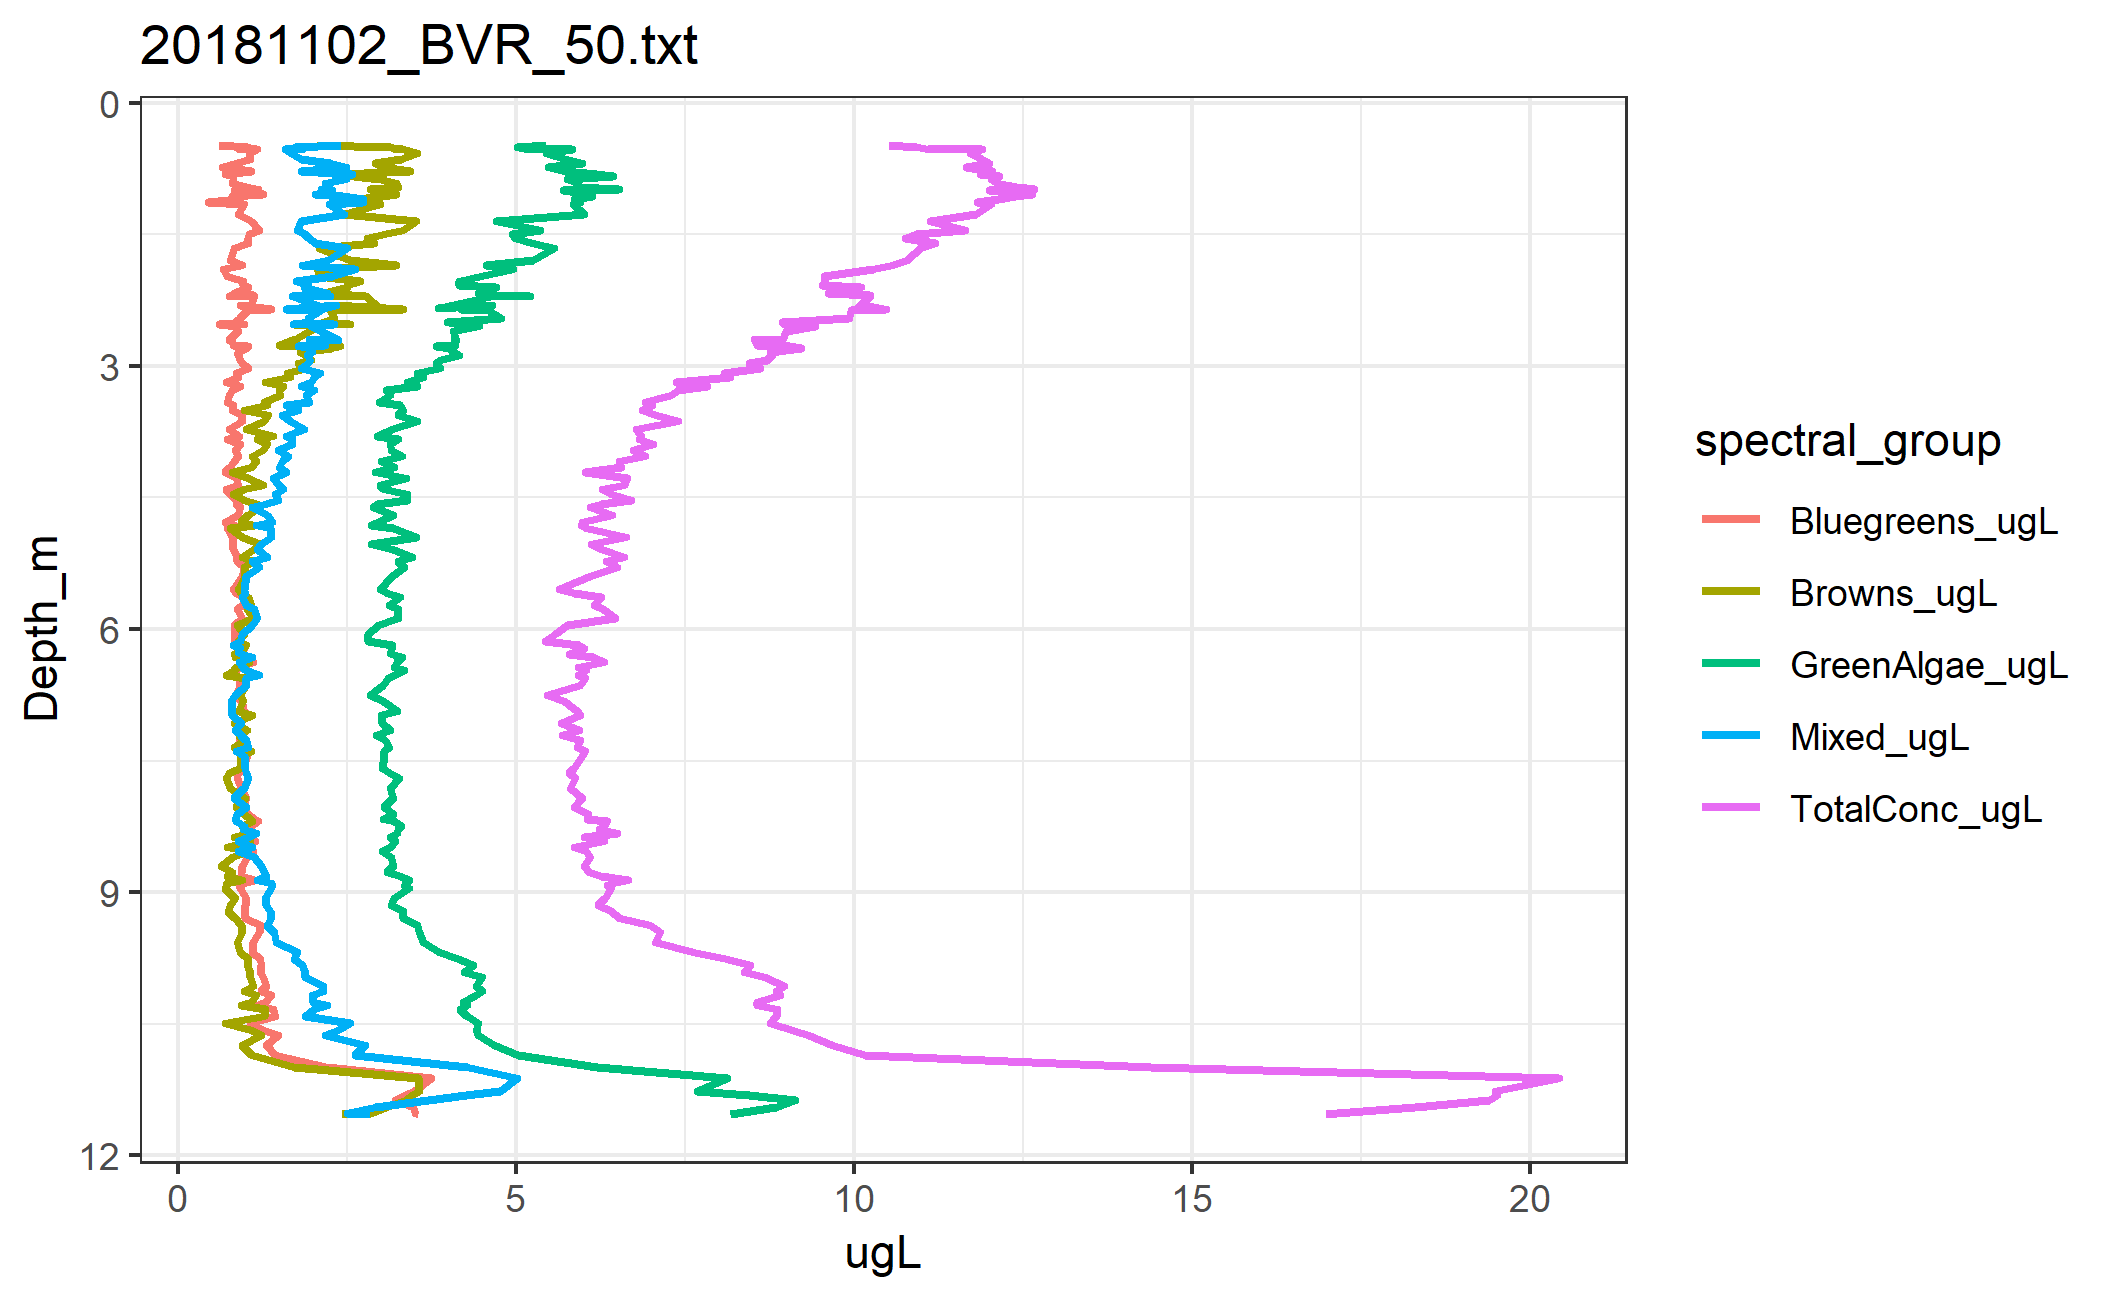 20181102_BVR_50.txt
0
3
6
9
12
Depth_m
0 5 10 15 20
ugL
spectral_group
Bluegreens_ugL
Browns_ugL
GreenAlgae_ugL
Mixed_ugL
TotalConc_ugL